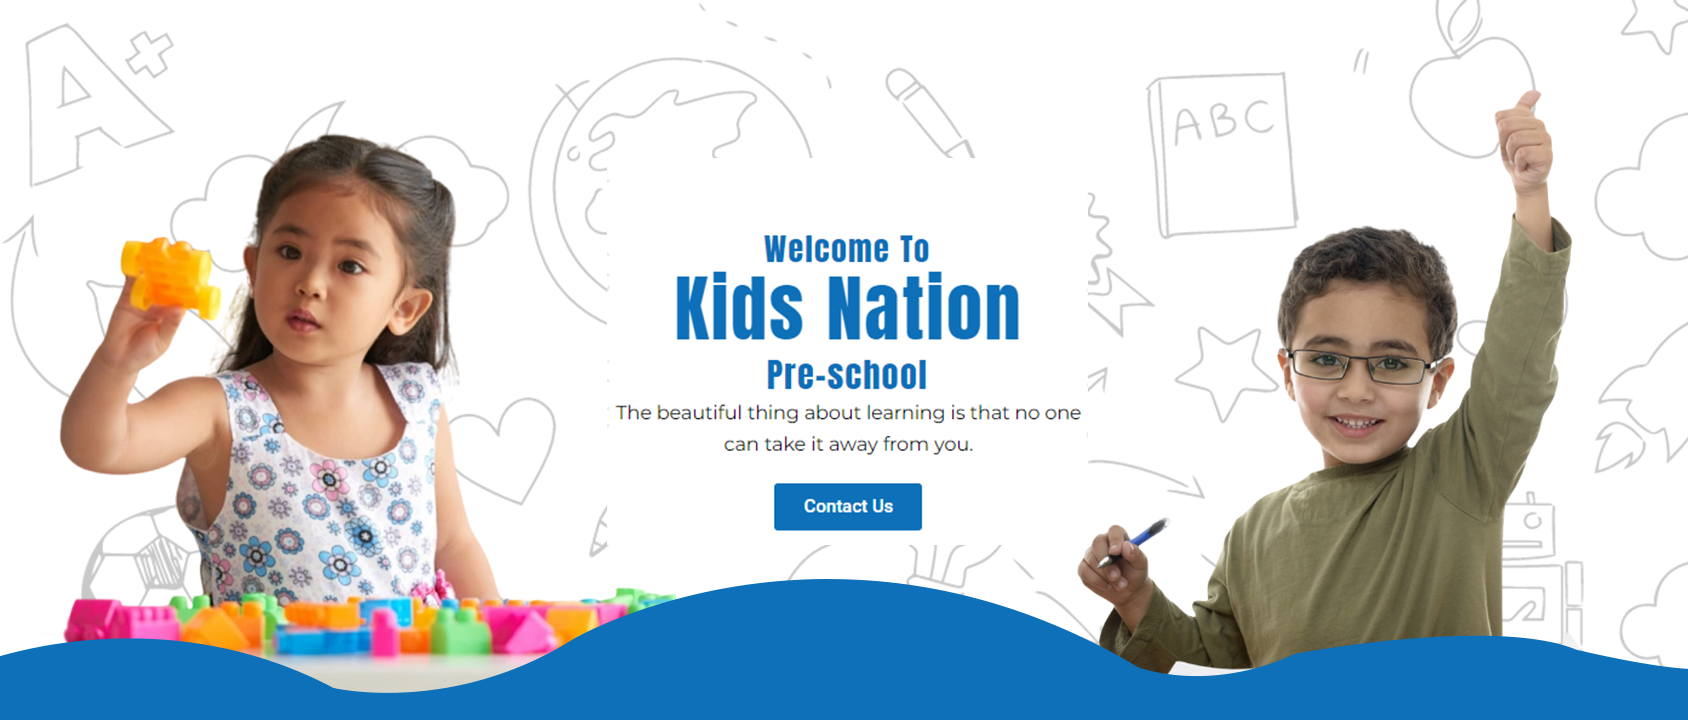 A+
ABC
Welcome To
Kids Nation
Pre-school
The beautiful thing about learning is that no one
can take it away from you.
Contact Us